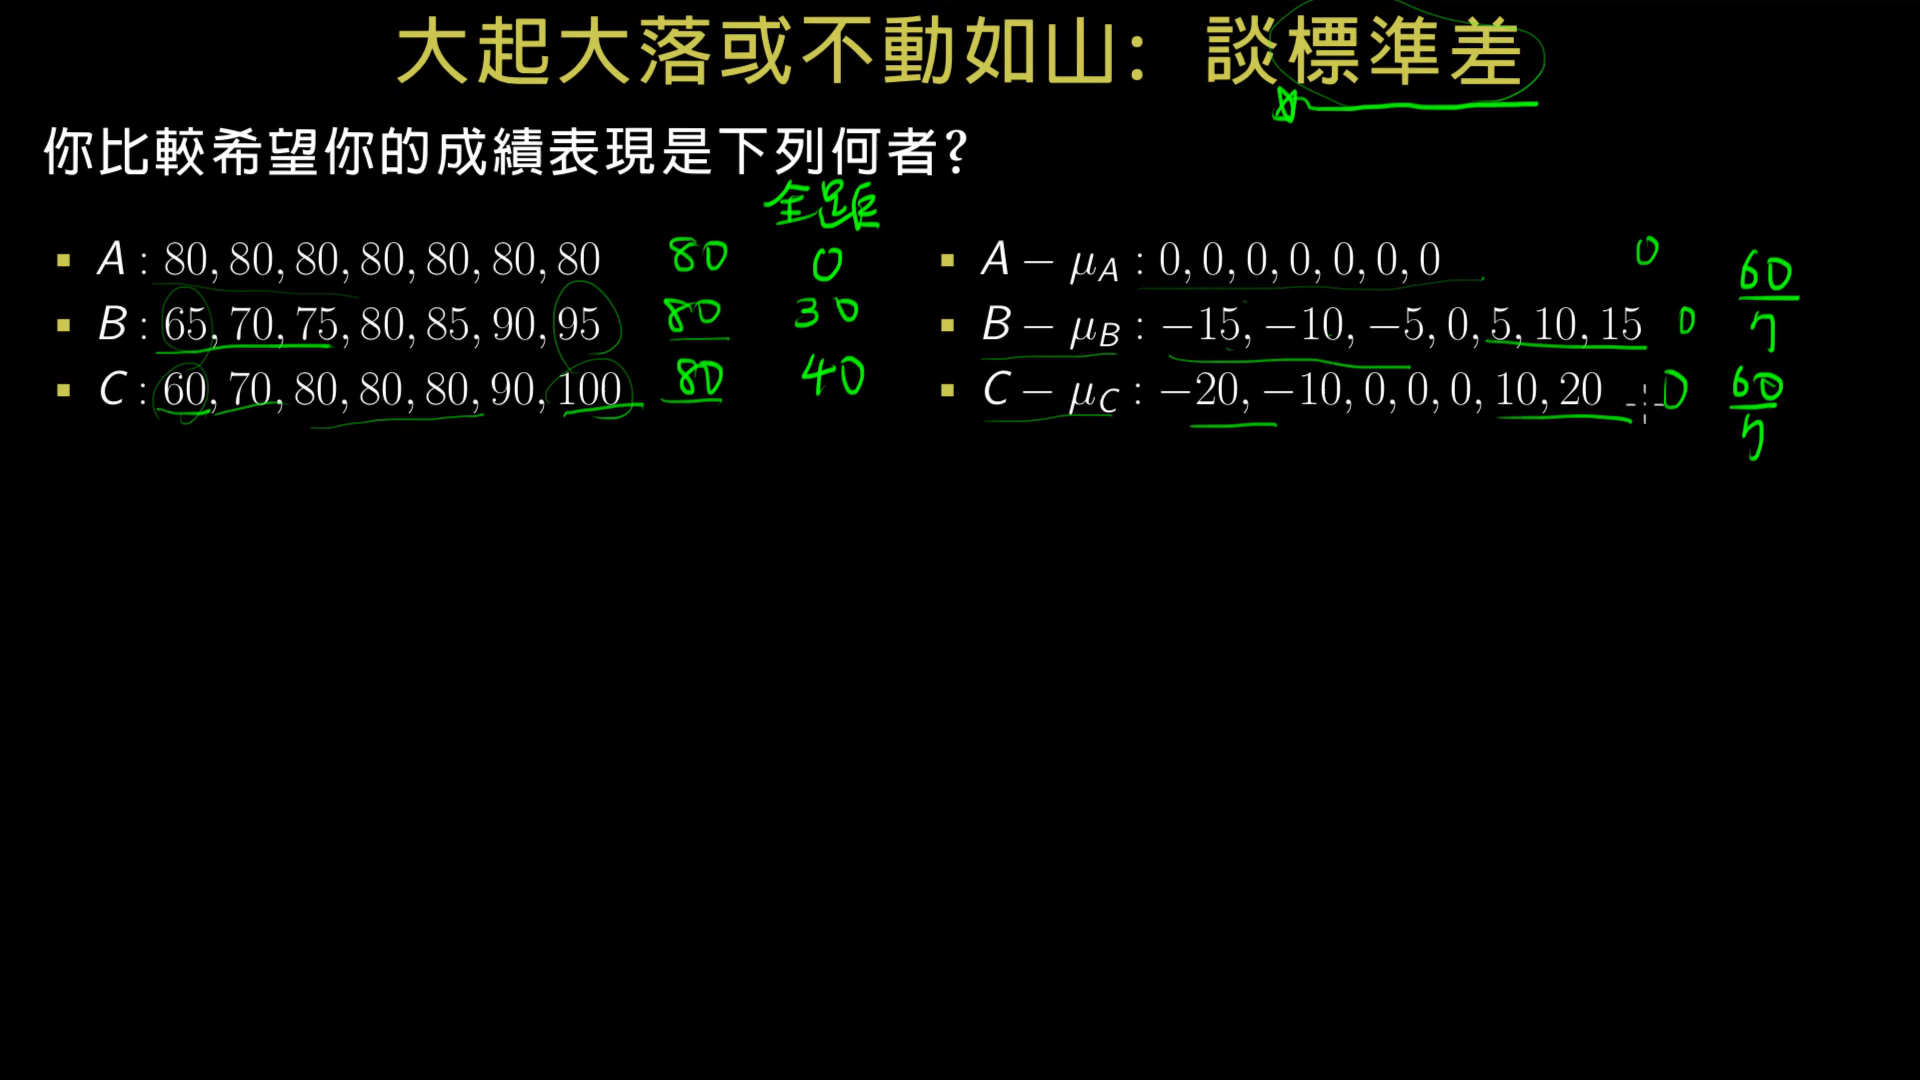 大起大落或不動如山：談標準差
你比較希望你的成績表現是下列何者?
全距
A : 80, 80, 80, 80, 80, 80, 80 80 0
B : 65, 70, 75, 80, 85, 90, 95 80 30
C : 60, 70, 80, 80, 80, 90, 100 80 40
A − μA : 0, 0, 0, 0, 0, 0, 0 0
B − μB : −15, −10, −5, 0, 5, 10, 15 0 60/7
C − μC : −20, −10, 0, 0, 0, 10, 20 0 60/7